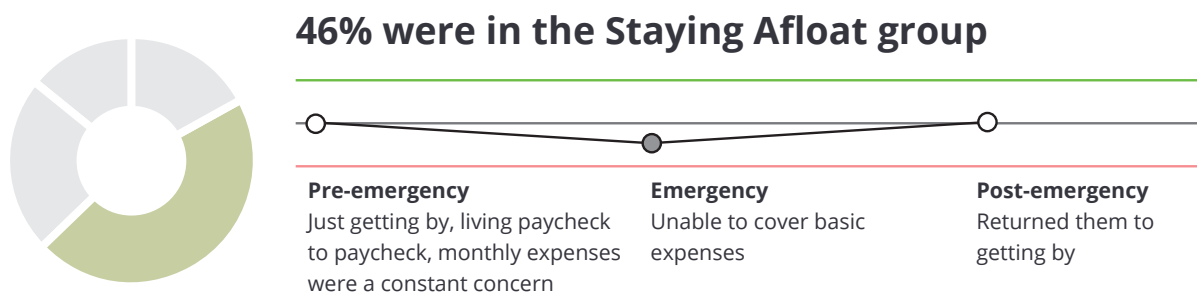 46% were in the Staying Afloat group
Pre-emergency
Just getting by, living paycheck
to paycheck, monthly expenses
were a constant concern
Emergency
Unable to cover basic
expenses
Post-emergency
Returned them to
getting by